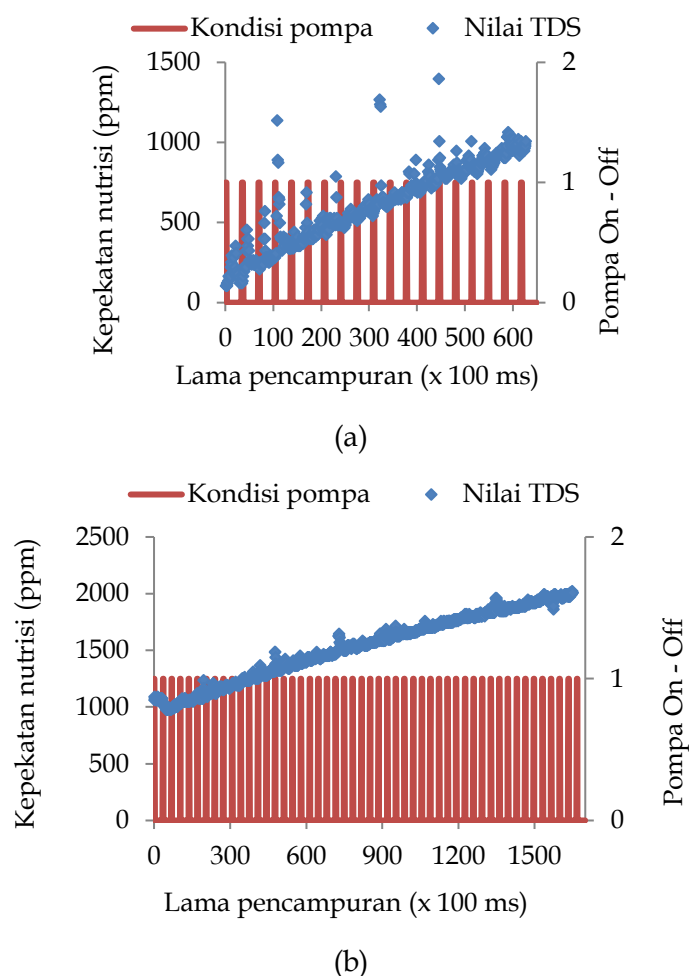 Kondisi pompa Nilai TDS
1500 2
1000
1
500
0 0
0 100 200 300 400 500 600
Kepekatan nutrisi (ppm)
Pompa On - Off
Lama pencampuran (x 100 ms)
(a)
Kondisi pompa Nilai TDS
2500 2
2000
1500
1
1000
500
0 0
0 300 600 900 1200 1500
Kepekatan nutrisi (ppm)
Pompa On - Off
Lama pencampuran (x 100 ms)
(b)